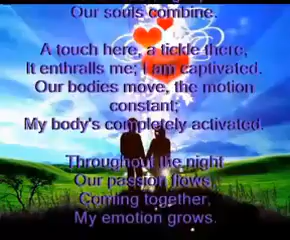 Our souls combine.
A touch here, a tickle there,
It enthralls me; I am captivated.
Our bodies move, the motion
constant;
My body's completely activated.
Throughout the night
Our passion flows,
Coming together,
My emotion grows.